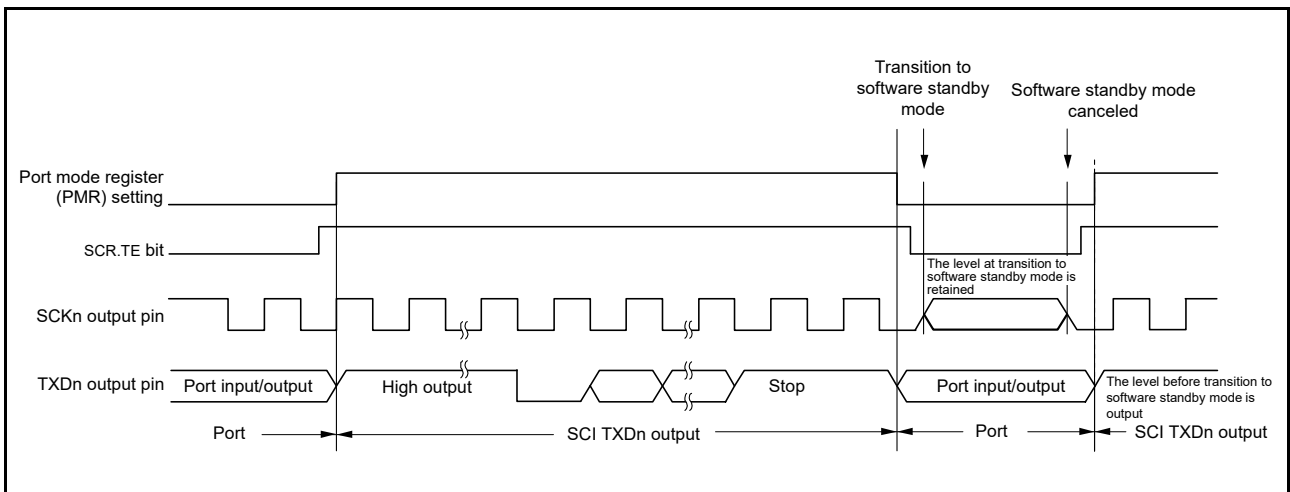 Transition to
software standby
mode
Software standby mode
canceled
Port mode register
(PMR) setting
SCR.TE bit
The level at transition to
software standby mode is
retained
SCKn output pin
TXDn output pin
Port input/output
High output
Stop
Port input/output
The level before transition to
software standby mode is
output
Port
SCI TXDn output
Port
SCI TXDn output